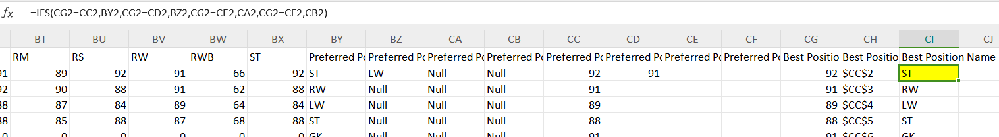 fx =IFS(CG2=CC2,BY2,CG2=CD2,BZ2,CG2=CE2,CA2,CG2=CF2,CB2)
BT BU BV BW BX BY BZ CA CB CC CD CE CF CG CH CI CJ
RM RS RW RWB ST Preferred Po Preferred Po Preferred Po Preferred Po Preferred Po Preferred Po Preferred Po Preferred Po Best Positio Best Positio Best Position Name
91 89 92 91 66 92 ST LW Null Null 92 91 92 $CC$2 ST
92 90 88 91 62 88 RW Null Null Null 91 91 $CC$3 RW
88 87 84 89 64 84 LW Null Null Null 89 89 $CC$4 LW
88 85 88 87 68 88 ST Null Null Null 88 88 $CC$5 ST
0 0 0 0 0 0 GK Null Null Null 91 91 $CC$6 GK